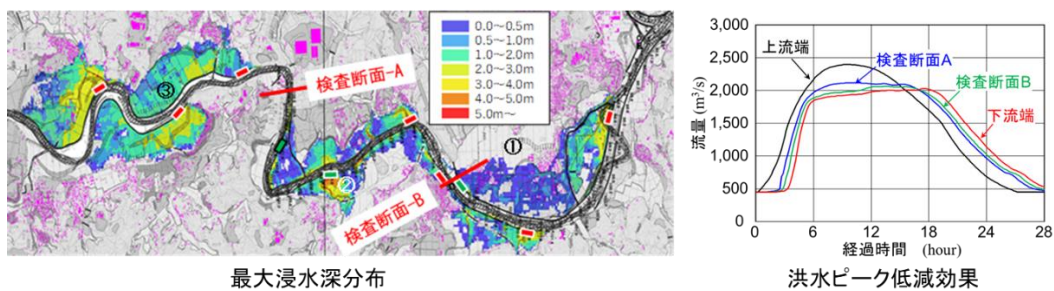 0.0～0.5m
0.5～1.0m
1.0～2.0m
2.0～3.0m
3.0～4.0m
4.0～5.0m
5.0m～
検査断面-A
検査断面-B
①
②
③
最大浸水深分布
3,000
2,500
2,000
1,500
1,000
500
0
流量 (m³/s)
上流端
検査断面A
検査断面B
下流端
0 6 12 18 24 28
経過時間 (hour)
洪水ピーク低減効果